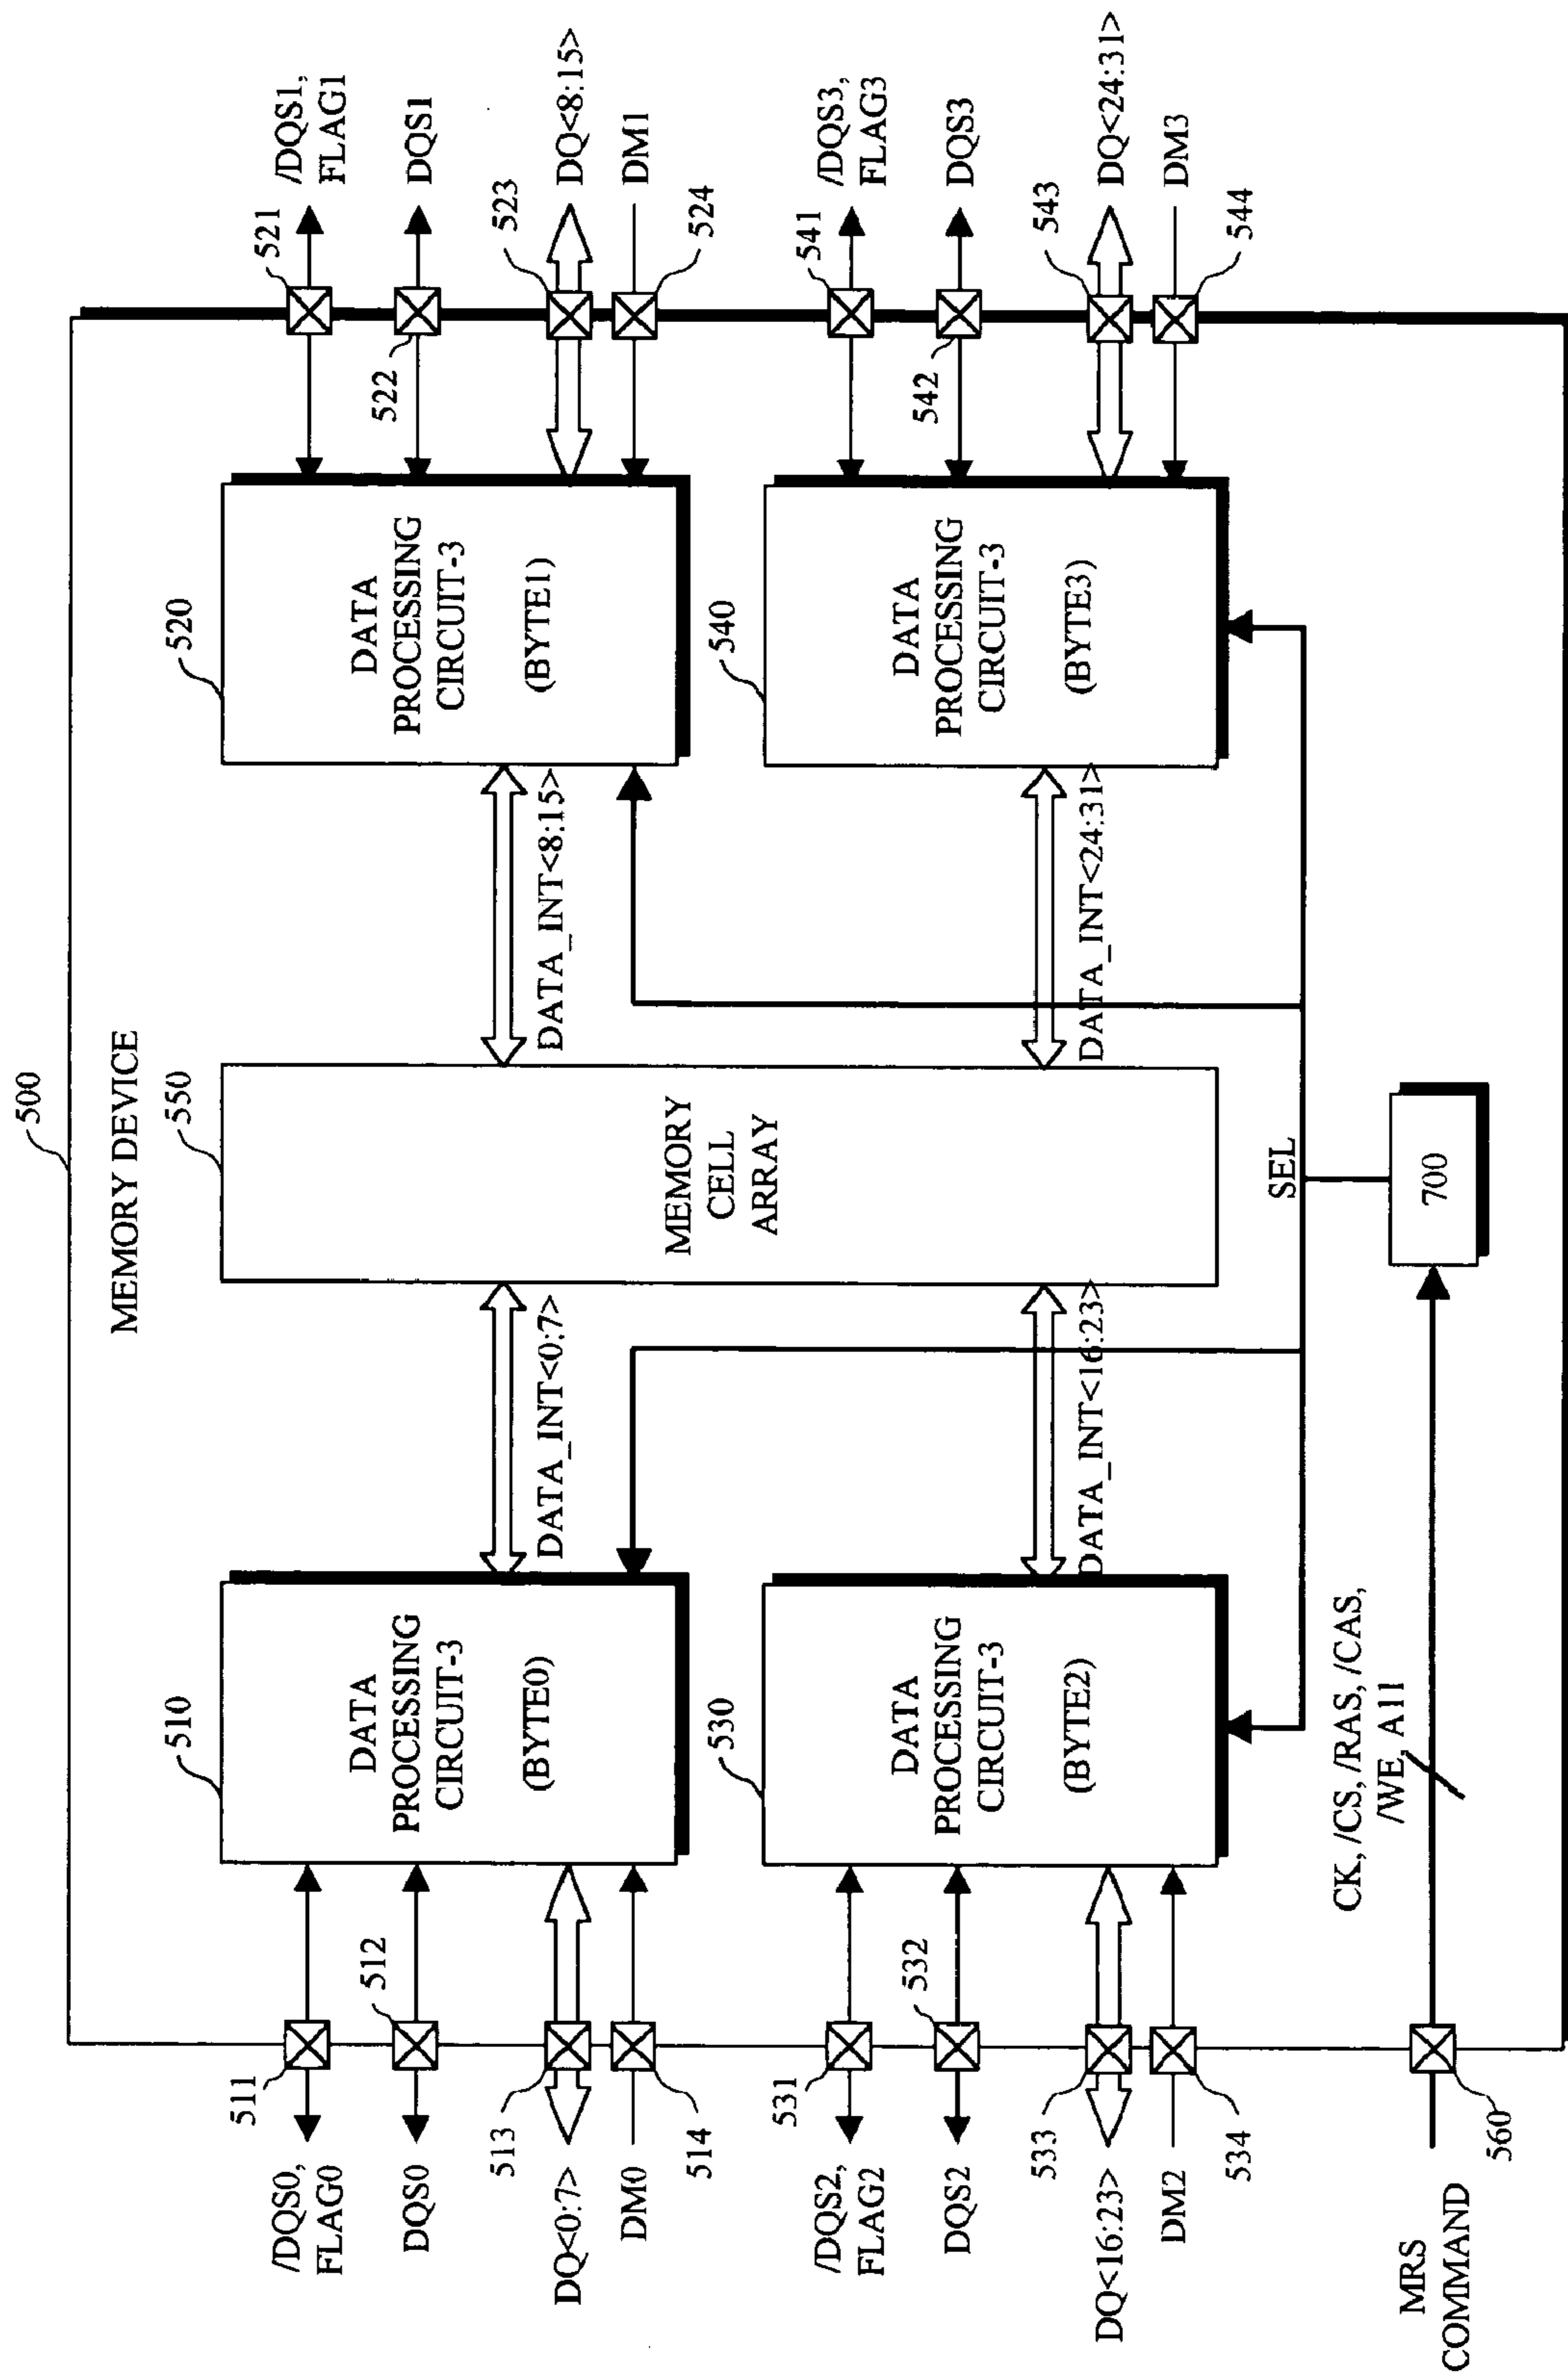 500
MEMORY DEVICE
510
DATA
PROCESSING
CIRCUIT-3
(BYTE0)
550
MEMORY
CELL
ARRAY
520
DATA
PROCESSING
CIRCUIT-3
(BYTE1)
/DQS0,
FLAG0
511
DQS0
512
DQ<0:7>
513
DM0
514
DATA_INT<0:7>
DATA_INT<8:15>
/DQS1,
FLAG1
521
DQS1
522
DQ<8:15>
523
DM1
524
530
DATA
PROCESSING
CIRCUIT-3
(BYTE2)
540
DATA
PROCESSING
CIRCUIT-3
(BYTE3)
/DQS2,
FLAG2
531
DQS2
532
DQ<16:23>
533
DM2
534
DATA_INT<16:23>
DATA_INT<24:31>
/DQS3,
FLAG3
541
DQS3
542
DQ<24:31>
543
DM3
544
SEL
700
CK, /CS, /RAS, /CAS,
/WE, A11
MRS
COMMAND
560